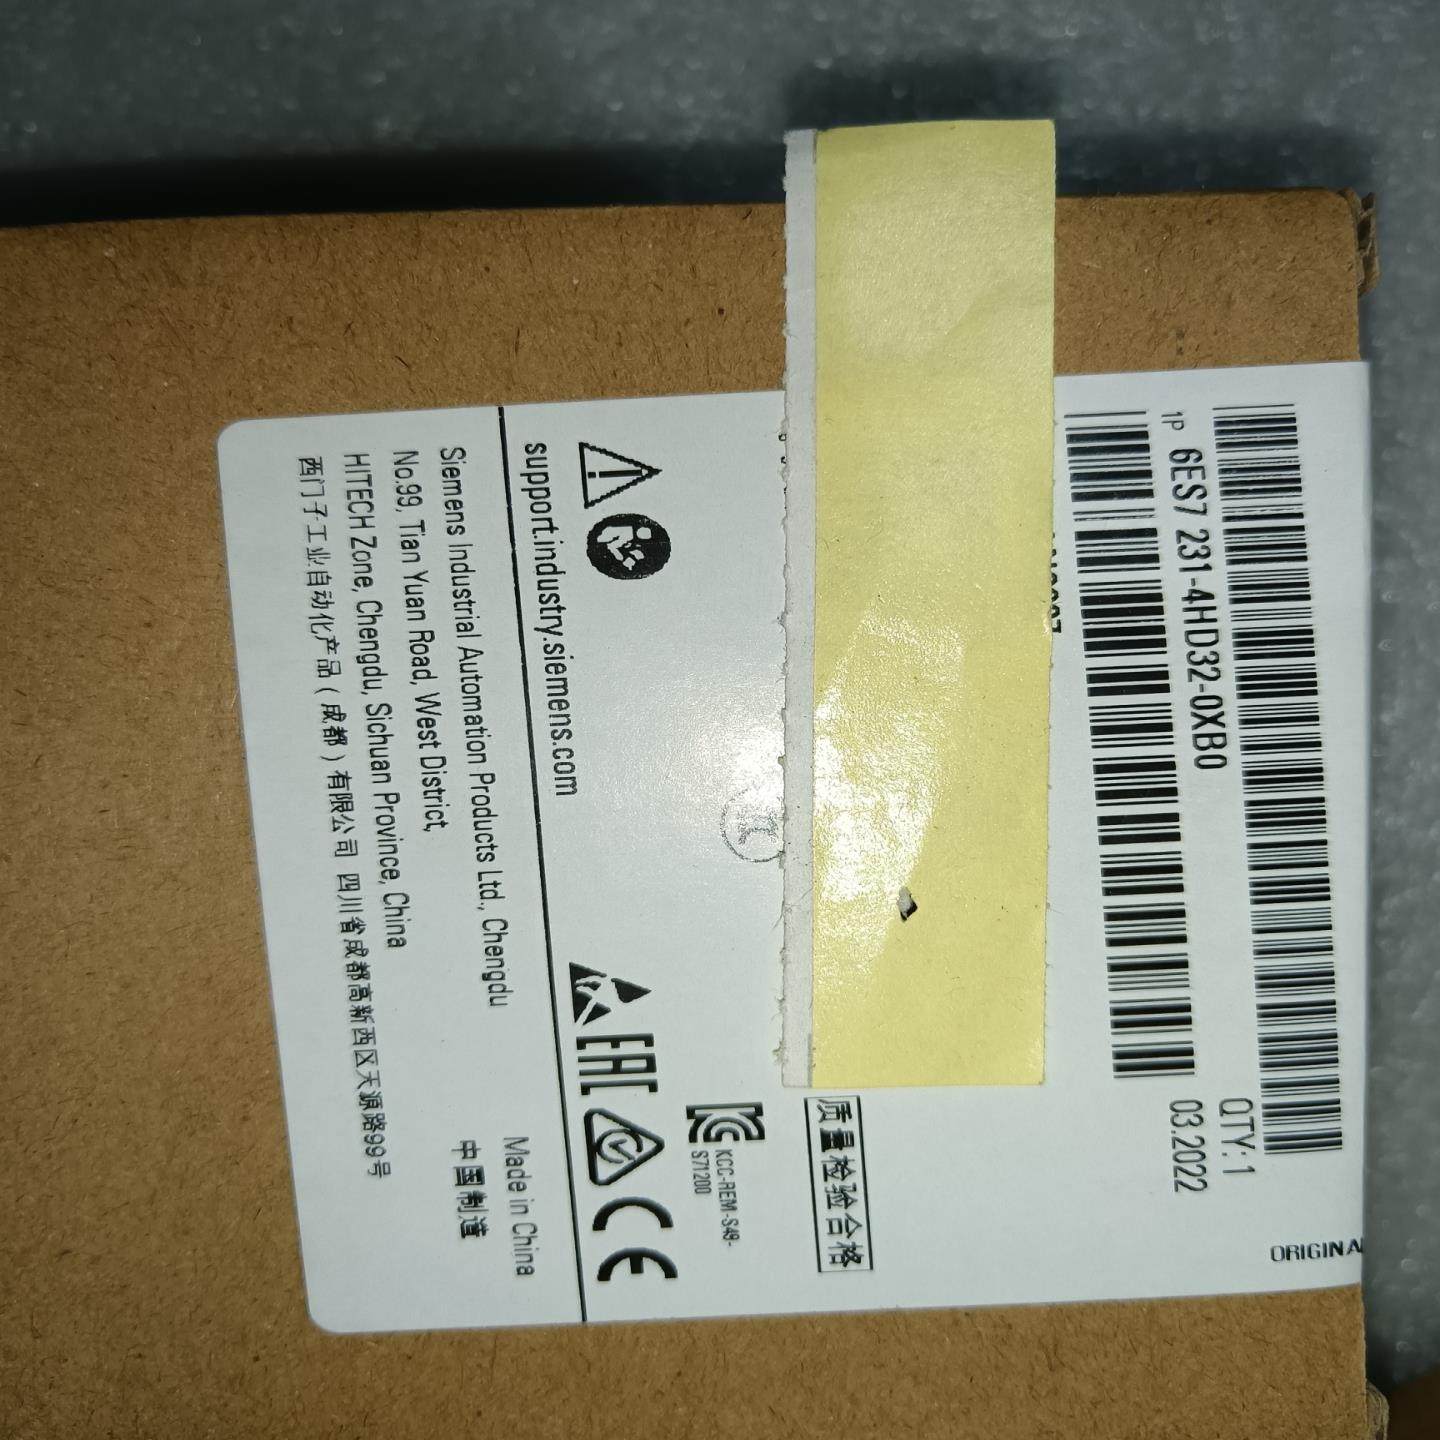 1P 6ES7 231-4HD32-0XB0
QTY: 1
03.2022
质量检验合格
KCC-REM-S49-
S71200
EAC
CE
support.industry.siemens.com
Siemens Industrial Automation Products Ltd., Chengdu
No.99, Tian Yuan Road, West District,
HITECH Zone, Chengdu, Sichuan Province, China
西门子工业自动化产品（成都）有限公司 四川省成都高新西区天源路99号
Made in China
中国制造